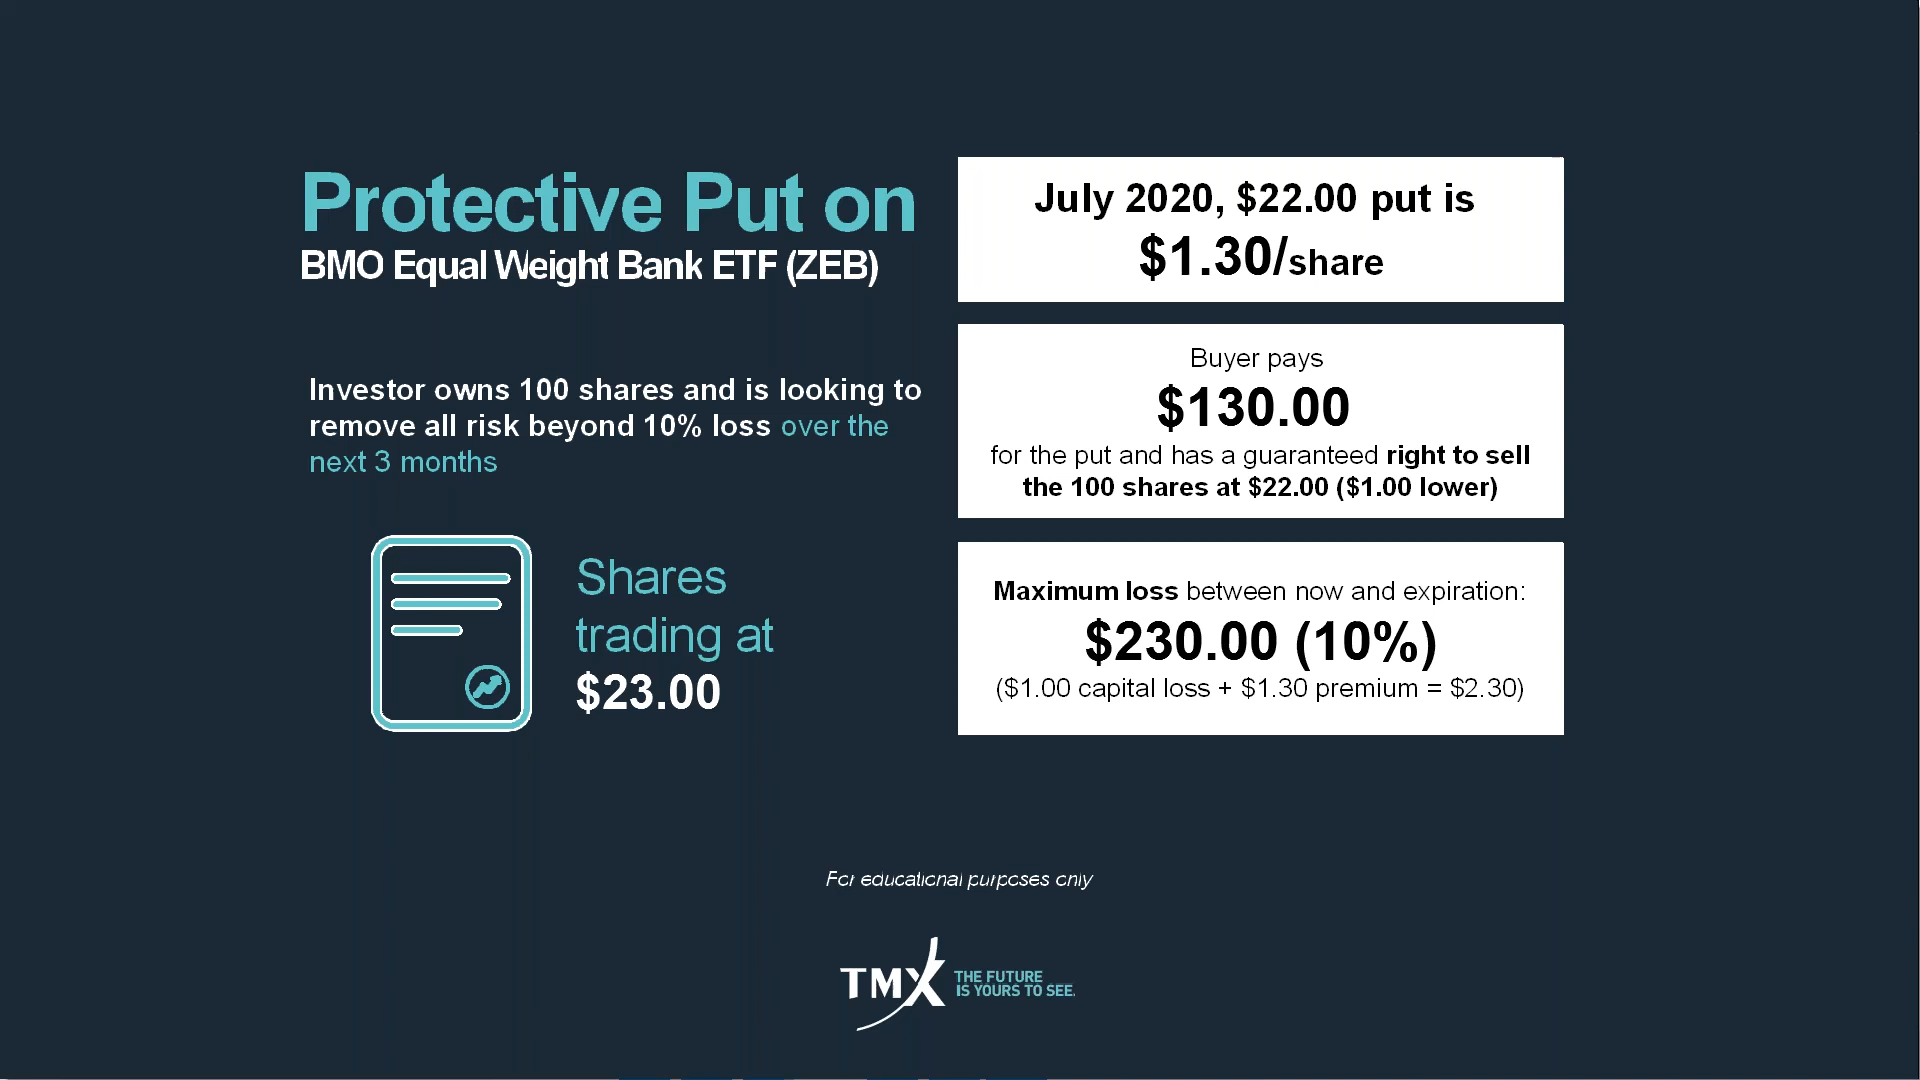 Protective Put on
BMO Equal Weight Bank ETF (ZEB)
Investor owns 100 shares and is looking to
remove all risk beyond 10% loss over the
next 3 months
Shares
trading at
$23.00
July 2020, $22.00 put is
$1.30/share
Buyer pays
$130.00
for the put and has a guaranteed right to sell
the 100 shares at $22.00 ($1.00 lower)
Maximum loss between now and expiration:
$230.00 (10%)
($1.00 capital loss + $1.30 premium = $2.30)
For educational purposes only
TMX THE FUTURE
IS YOURS TO SEE.